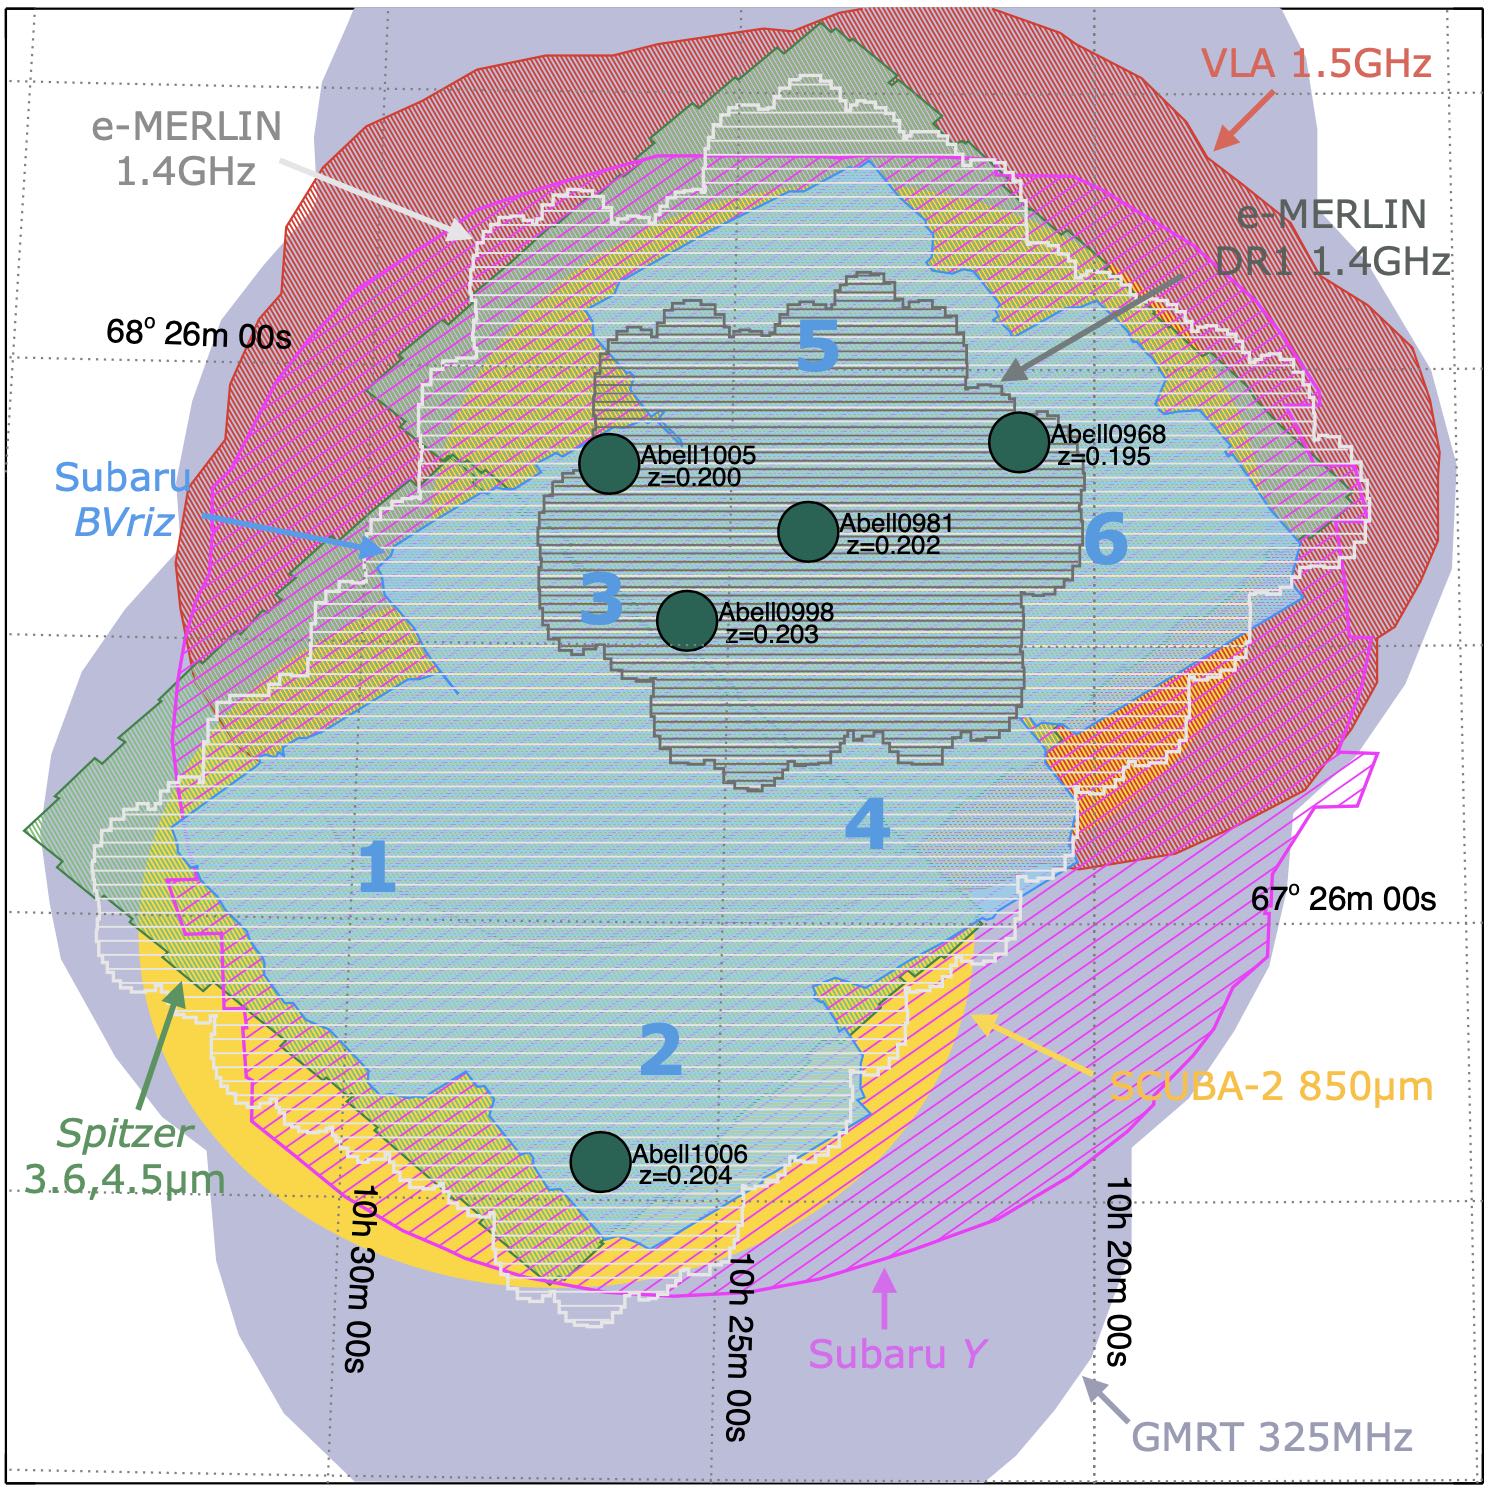 VLA 1.5GHz
e-MERLIN
1.4GHz
e-MERLIN
DR1 1.4GHz
68° 26m 00s
5
Abell0968
z=0.195
Abell1005
z=0.200
Subaru
BVriz
Abell0981
z=0.202
6
3
Abell0998
z=0.203
4
1
67° 26m 00s
2
SCUBA-2 850µm
Spitzer
3.6,4.5µm
Abell1006
z=0.204
10h 30m 00s
10h 25m 00s
10h 20m 00s
Subaru Y
GMRT 325MHz